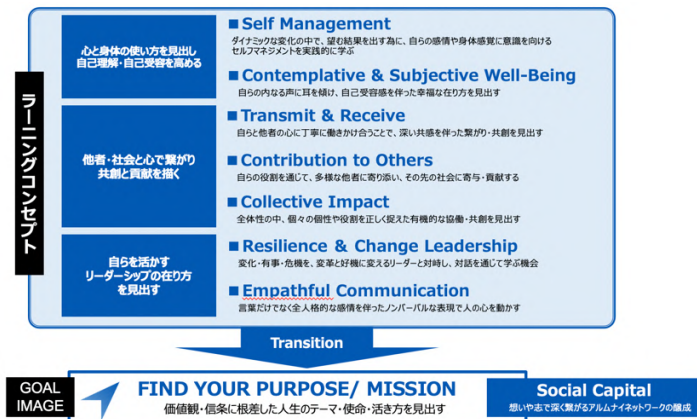 ラーニングコンセプト
心と身体の使い方を見出し
自己理解・自己受容を高める
■Self Management
ダイナミックな変化の中で、望む結果を出す為に、自らの感情や身体感覚に意識を向ける
セルフマネジメントを実践的に学ぶ
■Contemplative & Subjective Well-Being
自らの内なる声に耳を傾け、自己受容感を伴った幸福な在り方を見出す
他者・社会と心で繋がり
共創と貢献を描く
■Transmit & Receive
自らと他者の心に丁寧に働きかけ合うことで、深い共感を伴った繋がり・共創を見出す
■Contribution to Others
自らの役割を通じて、多様な他者に寄り添い、その先の社会に寄与・貢献する
■Collective Impact
全体性の中、個々の個性や役割を正しく捉えた有機的な協働・共創を見出す
自らを活かす
リーダーシップの在り方
を見出す
■Resilience & Change Leadership
変化・有事・危機を、変革と好機に変えるリーダーと対峙し、対話を通じて学ぶ機会
■Empathful Communication
言葉だけでなく全人格的な感情を伴ったノンバーバルな表現で人の心を動かす
Transition
GOAL
IMAGE
FIND YOUR PURPOSE/ MISSION
価値観・信条に根差した人生のテーマ・使命・活き方を見出す
Social Capital
想いや志で深く繋がるアルムナイネットワークの醸成